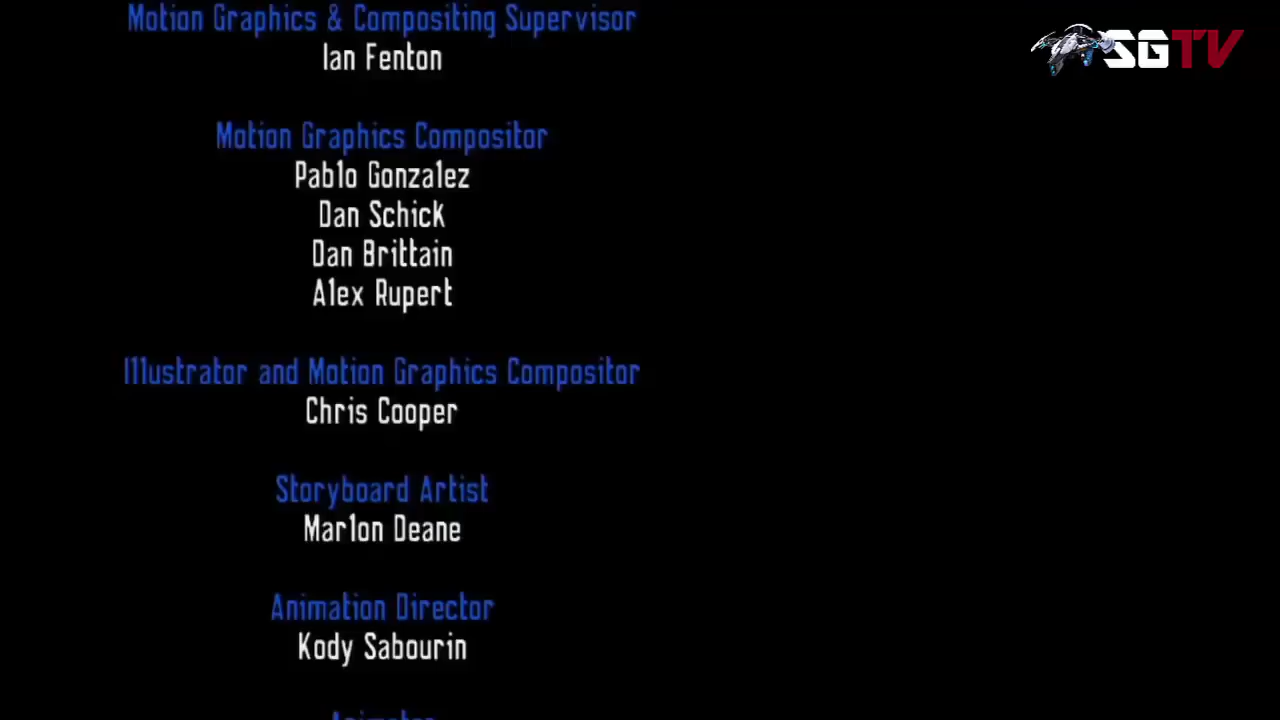 Motion Graphics & Compositing Supervisor
SGTV
Ian Fenton
Motion Graphics Compositor
Pablo Gonzalez
Dan Schick
Dan Brittain
Alex Rupert
Illustrator and Motion Graphics Compositor
Chris Cooper
Storyboard Artist
Marlon Deane
Animation Director
Kody Sabourin
Animator